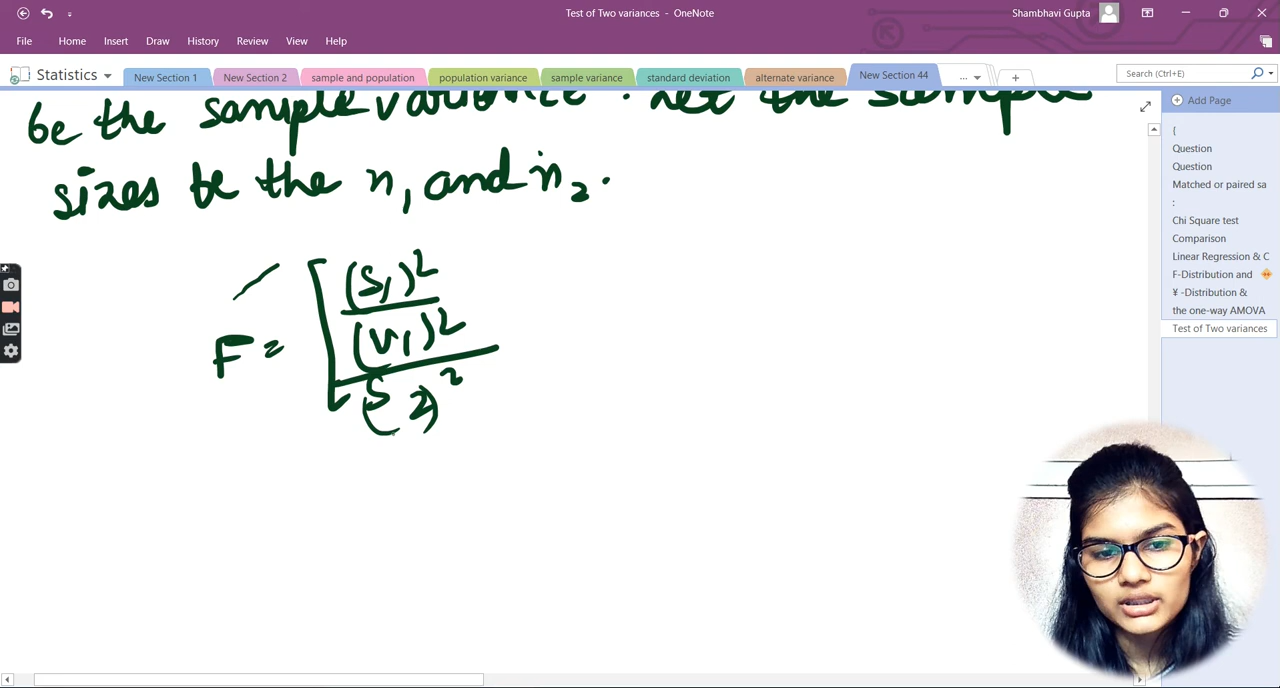 Test of Two variances - OneNote
Shambhavi Gupta
File Home Insert Draw History Review View Help
Statistics
New Section 1 New Section 2 sample and population population variance sample variance standard deviation alternate variance New Section 44 ... +
Search (Ctrl+E)
Add Page
be the sample variance. Let the sample
sizes be the n₁ and n₂.
F = [(S₁)²
(v₁)²
(S 2)²
{
Question
Question
Matched or paired sa
:
Chi Square test
Comparison
Linear Regression & C
F-Distribution and
¥ -Distribution &
the one-way AMOVA
Test of Two variances